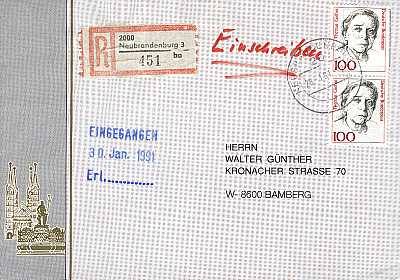 R
2000
Neubrandenburg 3
451
ba
Einschreiben
100
100
EINGEGANGEN
30. Jan. 1991
Erl.............
HERRN
WALTER GÜNTHER
KRONACHER STRASSE 70
W- 8600 BAMBERG